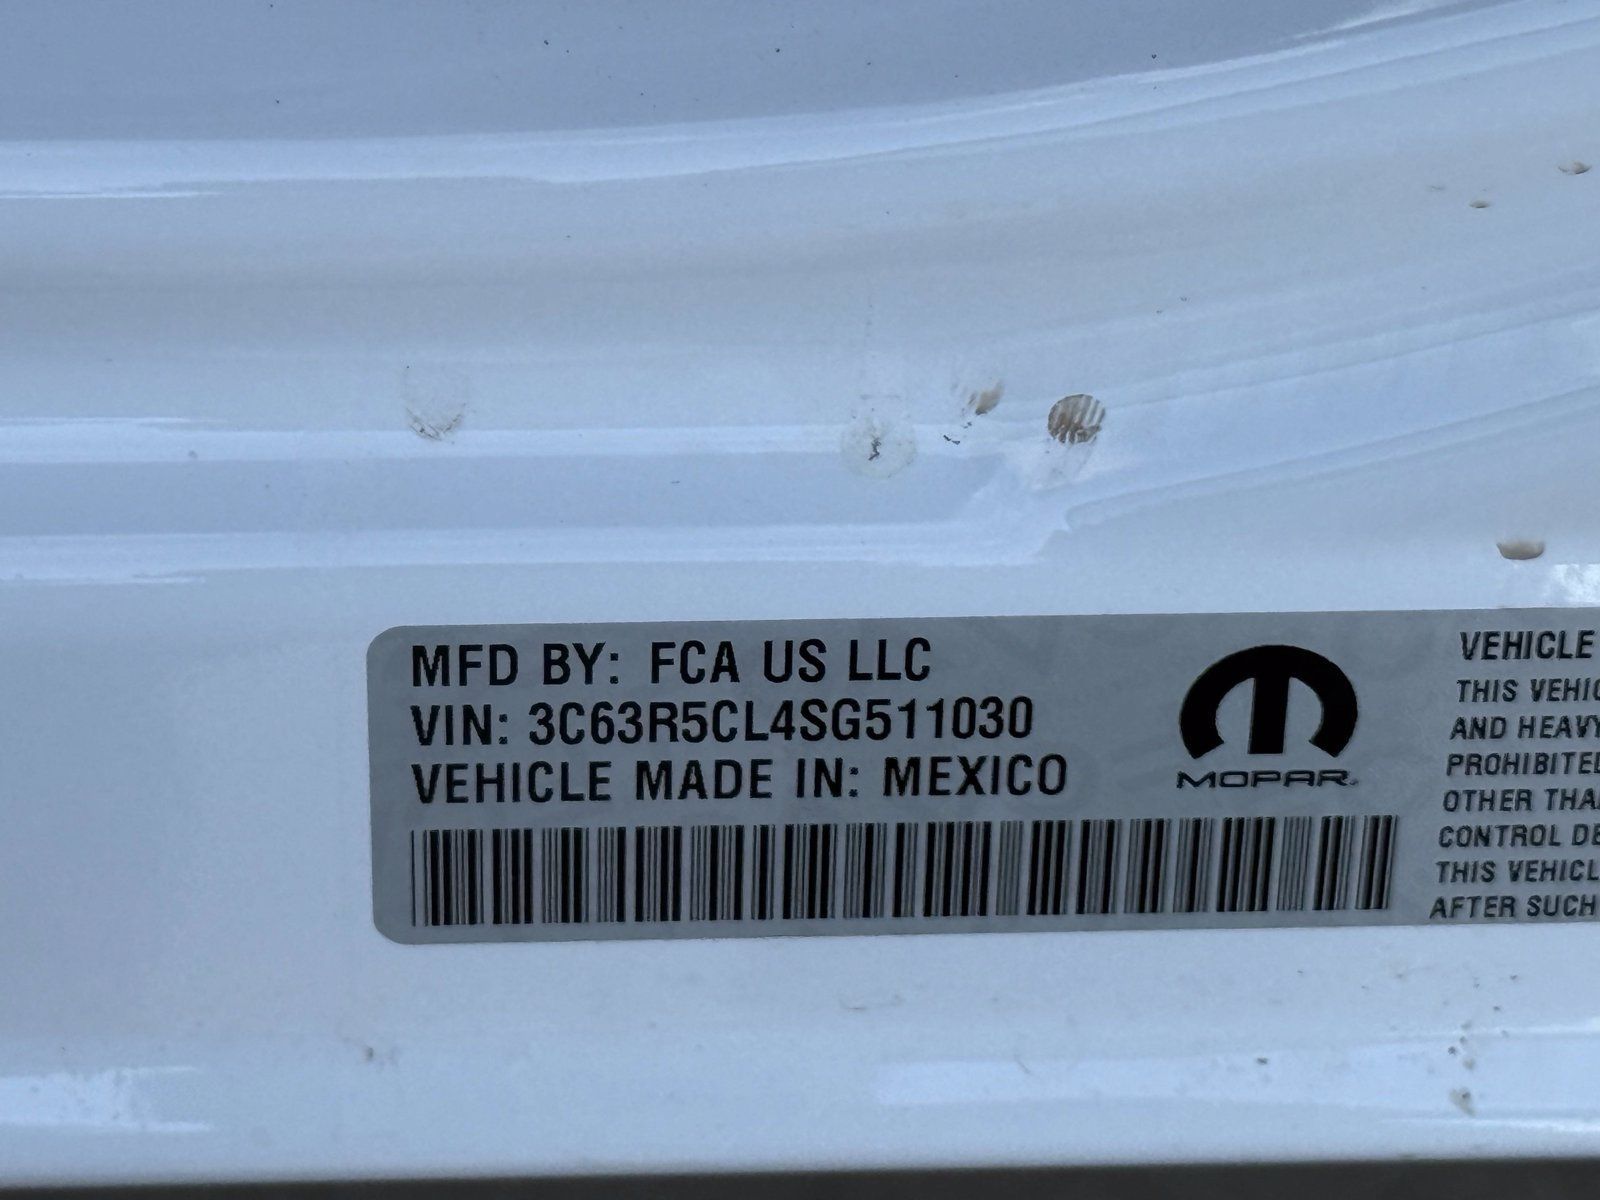 MFD BY: FCA US LLC
VIN: 3C63R5CL4SG511030
VEHICLE MADE IN: MEXICO
MOPAR
VEHICLE
THIS VEHIC
AND HEAVY
PROHIBITED
OTHER THA
CONTROL DE
THIS VEHICL
AFTER SUCH